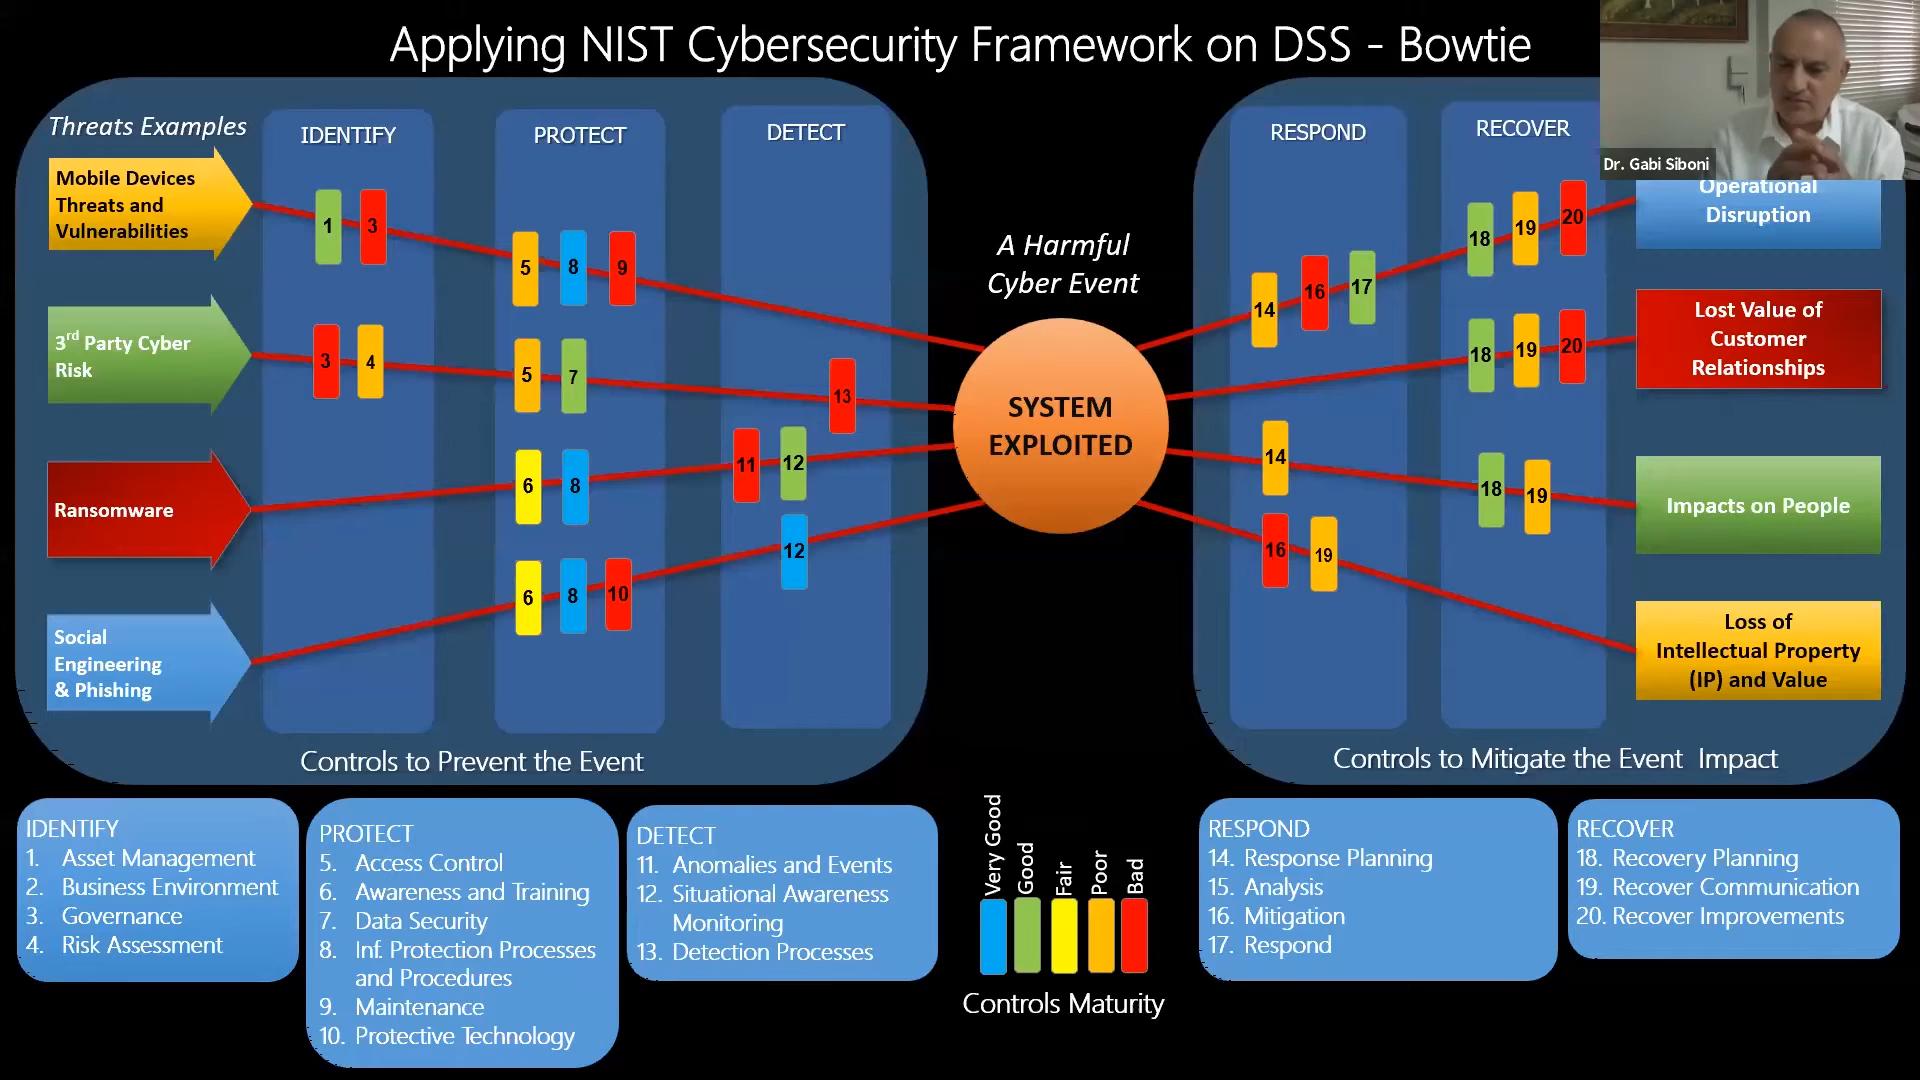 Applying NIST Cybersecurity Framework on DSS - Bowtie
Dr. Gabi Siboni
Threats Examples
IDENTIFY
PROTECT
DETECT
Mobile Devices
Threats and
Vulnerabilities
1
3
5
8
9
3rd Party Cyber
Risk
3
4
5
7
13
Ransomware
6
8
11
12
Social
Engineering
& Phishing
6
8
10
12
Controls to Prevent the Event
A Harmful
Cyber Event
SYSTEM
EXPLOITED
RESPOND
RECOVER
14
16
17
18
19
20
Operational
Disruption
18
19
20
Lost Value of
Customer
Relationships
14
18
19
Impacts on People
16
19
Loss of
Intellectual Property
(IP) and Value
Controls to Mitigate the Event Impact
IDENTIFY
1. Asset Management
2. Business Environment
3. Governance
4. Risk Assessment
PROTECT
5. Access Control
6. Awareness and Training
7. Data Security
8. Inf. Protection Processes
and Procedures
9. Maintenance
10. Protective Technology
DETECT
11. Anomalies and Events
12. Situational Awareness
Monitoring
13. Detection Processes
Very Good
Good
Fair
Poor
Bad
Controls Maturity
RESPOND
14. Response Planning
15. Analysis
16. Mitigation
17. Respond
RECOVER
18. Recovery Planning
19. Recover Communication
20. Recover Improvements